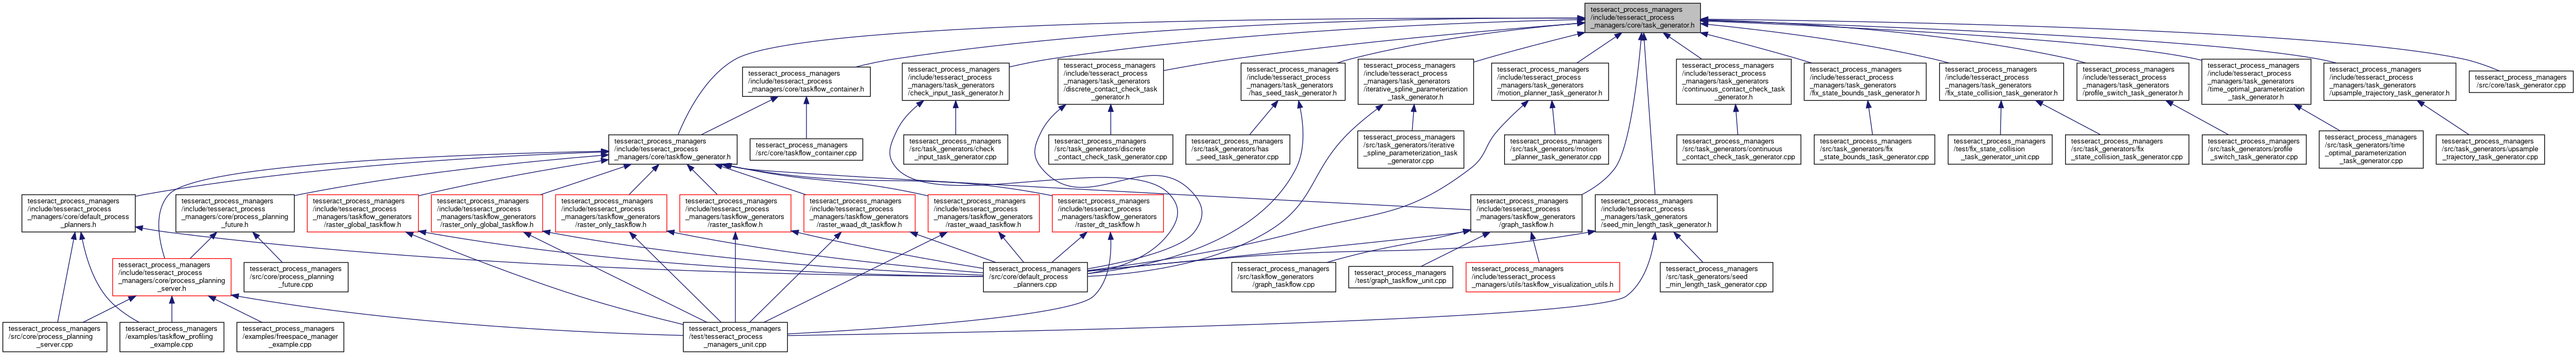 tesseract_process_managers
/include/tesseract_process
_managers/core/task_generator.h
tesseract_process_managers
/include/tesseract_process
_managers/core/taskflow_container.h
tesseract_process_managers
/include/tesseract_process
_managers/task_generators
/check_input_task_generator.h
tesseract_process_managers
/include/tesseract_process
_managers/task_generators
/discrete_contact_check_task
_generator.h
tesseract_process_managers
/include/tesseract_process
_managers/task_generators
/has_seed_task_generator.h
tesseract_process_managers
/include/tesseract_process
_managers/task_generators
/iterative_spline_parameterization
_task_generator.h
tesseract_process_managers
/include/tesseract_process
_managers/task_generators
/motion_planner_task_generator.h
tesseract_process_managers
/include/tesseract_process
_managers/task_generators
/continuous_contact_check_task
_generator.h
tesseract_process_managers
/include/tesseract_process
_managers/task_generators
/fix_state_bounds_task_generator.h
tesseract_process_managers
/include/tesseract_process
_managers/task_generators
/fix_state_collision_task_generator.h
tesseract_process_managers
/include/tesseract_process
_managers/task_generators
/profile_switch_task_generator.h
tesseract_process_managers
/include/tesseract_process
_managers/task_generators
/time_optimal_parameterization
_task_generator.h
tesseract_process_managers
/include/tesseract_process
_managers/task_generators
/upsample_trajectory_task_generator.h
tesseract_process_managers
/src/core/task_generator.cpp
tesseract_process_managers
/include/tesseract_process
_managers/core/taskflow_generator.h
tesseract_process_managers
/src/core/taskflow_container.cpp
tesseract_process_managers
/src/task_generators/check
_input_task_generator.cpp
tesseract_process_managers
/src/task_generators/discrete
_contact_check_task_generator.cpp
tesseract_process_managers
/src/task_generators/has
_seed_task_generator.cpp
tesseract_process_managers
/src/task_generators/iterative
_spline_parameterization_task
_generator.cpp
tesseract_process_managers
/src/task_generators/motion
_planner_task_generator.cpp
tesseract_process_managers
/src/task_generators/continuous
_contact_check_task_generator.cpp
tesseract_process_managers
/src/task_generators/fix
_state_bounds_task_generator.cpp
tesseract_process_managers
/test/fix_state_collision
_task_generator_unit.cpp
tesseract_process_managers
/src/task_generators/fix
_state_collision_task_generator.cpp
tesseract_process_managers
/src/task_generators/profile
_switch_task_generator.cpp
tesseract_process_managers
/src/task_generators/time
_optimal_parameterization
_task_generator.cpp
tesseract_process_managers
/src/task_generators/upsample
_trajectory_task_generator.cpp
tesseract_process_managers
/include/tesseract_process
_managers/core/default_process
_planners.h
tesseract_process_managers
/include/tesseract_process
_managers/core/process_planning
_future.h
tesseract_process_managers
/include/tesseract_process
_managers/taskflow_generators
/raster_global_taskflow.h
tesseract_process_managers
/include/tesseract_process
_managers/taskflow_generators
/raster_only_global_taskflow.h
tesseract_process_managers
/include/tesseract_process
_managers/taskflow_generators
/raster_only_taskflow.h
tesseract_process_managers
/include/tesseract_process
_managers/taskflow_generators
/raster_taskflow.h
tesseract_process_managers
/include/tesseract_process
_managers/taskflow_generators
/raster_waad_dt_taskflow.h
tesseract_process_managers
/include/tesseract_process
_managers/taskflow_generators
/raster_waad_taskflow.h
tesseract_process_managers
/include/tesseract_process
_managers/taskflow_generators
/raster_dt_taskflow.h
tesseract_process_managers
/include/tesseract_process
_managers/taskflow_generators
/graph_taskflow.h
tesseract_process_managers
/include/tesseract_process
_managers/task_generators
/seed_min_length_task_generator.h
tesseract_process_managers
/include/tesseract_process
_managers/core/process_planning
_server.h
tesseract_process_managers
/src/core/process_planning
_future.cpp
tesseract_process_managers
/src/core/default_process
_planners.cpp
tesseract_process_managers
/src/taskflow_generators
/graph_taskflow.cpp
tesseract_process_managers
/test/graph_taskflow_unit.cpp
tesseract_process_managers
/include/tesseract_process
_managers/utils/taskflow_visualization_utils.h
tesseract_process_managers
/src/task_generators/seed
_min_length_task_generator.cpp
tesseract_process_managers
/src/core/process_planning
_server.cpp
tesseract_process_managers
/examples/taskflow_profiling
_example.cpp
tesseract_process_managers
/examples/freespace_manager
_example.cpp
tesseract_process_managers
/test/tesseract_process
_managers_unit.cpp